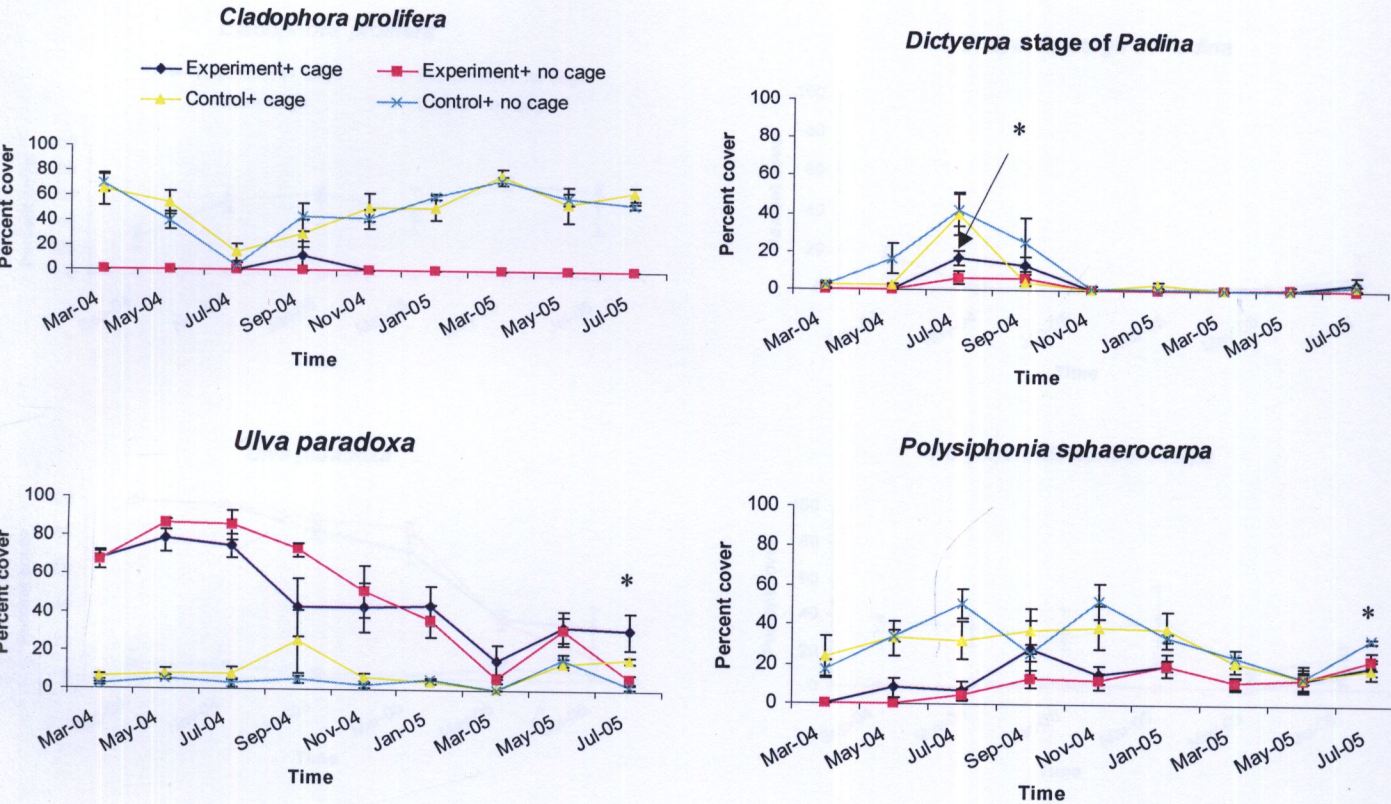 Cladophora prolifera
Experiment+ cage
Experiment+ no cage
Control+ cage
Control+ no cage
Percent cover
100
80
60
40
20
0
Mar-04
May-04
Jul-04
Sep-04
Nov-04
Jan-05
Mar-05
May-05
Jul-05
Time
Dictyerpa stage of Padina
*
Percent cover
100
80
60
40
20
0
Mar-04
May-04
Jul-04
Sep-04
Nov-04
Jan-05
Mar-05
May-05
Jul-05
Time
Ulva paradoxa
*
Percent cover
100
80
60
40
20
0
Mar-04
May-04
Jul-04
Sep-04
Nov-04
Jan-05
Mar-05
May-05
Jul-05
Time
Polysiphonia sphaerocarpa
*
Percent cover
100
80
60
40
20
0
Mar-04
May-04
Jul-04
Sep-04
Nov-04
Jan-05
Mar-05
May-05
Jul-05
Time